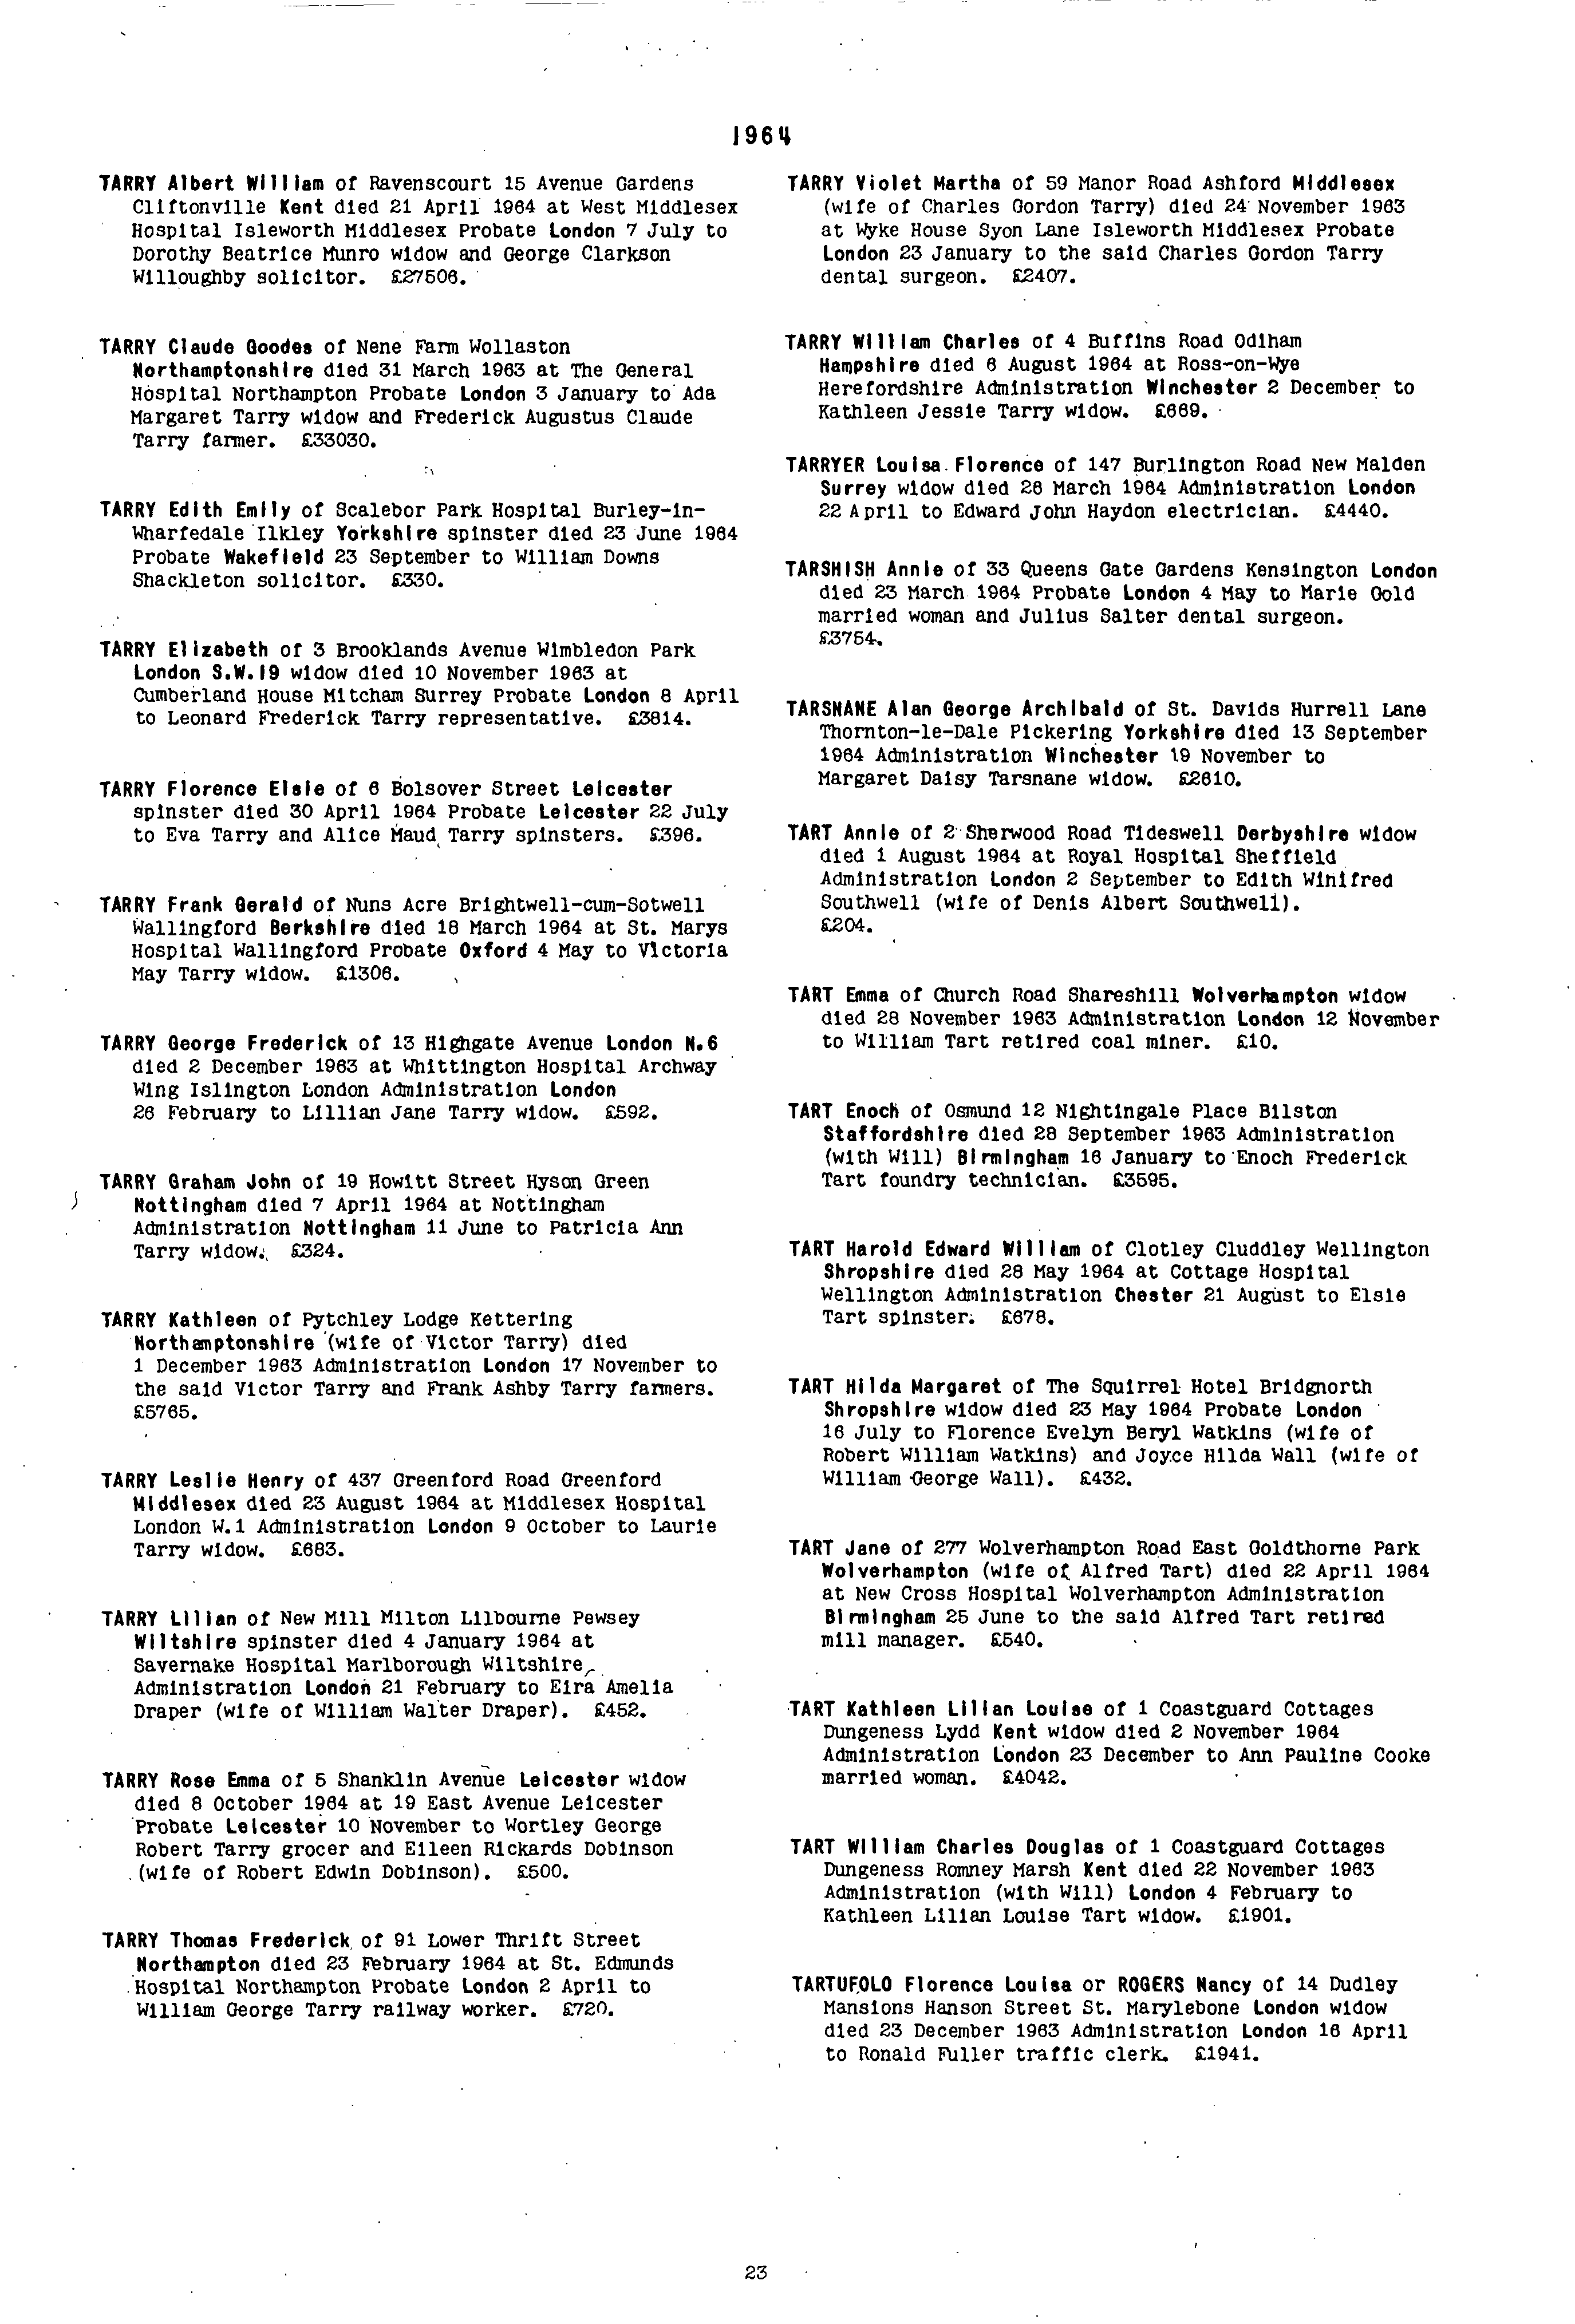 1964
TARRY Albert William of Ravenscourt 15 Avenue Gardens
Cliftonville Kent died 21 April 1964 at West Middlesex
Hospital Isleworth Middlesex Probate London 7 July to
Dorothy Beatrice Munro widow and George Clarkson
Willoughby solicitor. £27506.
TARRY Claude Goodes of Nene Farm Wollaston
Northamptonshire died 31 March 1963 at The General
Hospital Northampton Probate London 3 January to Ada
Margaret Tarry widow and Frederick Augustus Claude
Tarry farmer. £33030.
TARRY Edith Emily of Scalebor Park Hospital Burley-in-
Wharfedale Ilkley Yorkshire spinster died 23 June 1964
Probate Wakefield 23 September to William Downs
Shackleton solicitor. £330.
TARRY Elizabeth of 3 Brooklands Avenue Wimbledon Park
London S.W.19 widow died 10 November 1963 at
Cumberland House Mitcham Surrey Probate London 8 April
to Leonard Frederick Tarry representative. £3814.
TARRY Florence Elsie of 6 Bolsover Street Leicester
spinster died 30 April 1964 Probate Leicester 22 July
to Eva Tarry and Alice Maud Tarry spinsters. £396.
TARRY Frank Gerald of Nuns Acre Brightwell-cum-Sotwell
Wallingford Berkshire died 18 March 1964 at St. Marys
Hospital Wallingford Probate Oxford 4 May to Victoria
May Tarry widow. £1306.
TARRY George Frederick of 13 Highgate Avenue London N.6
died 2 December 1963 at Whittington Hospital Archway
Wing Islington London Administration London
26 February to Lillian Jane Tarry widow. £592.
TARRY Graham John of 19 Howitt Street Hyson Green
Nottingham died 7 April 1964 at Nottingham
Administration Nottingham 11 June to Patricia Ann
Tarry widow. £324.
TARRY Kathleen of Pytchley Lodge Kettering
Northamptonshire (wife of Victor Tarry) died
1 December 1963 Administration London 17 November to
the said Victor Tarry and Frank Ashby Tarry farmers.
£5765.
TARRY Leslie Henry of 437 Greenford Road Greenford
Middlesex died 23 August 1964 at Middlesex Hospital
London W.1 Administration London 9 October to Laurie
Tarry widow. £683.
TARRY Lilian of New Mill Milton Lilbourne Pewsey
Wiltshire spinster died 4 January 1964 at
Savernake Hospital Marlborough Wiltshire
Administration London 21 February to Eira Amelia
Draper (wife of William Walter Draper). £452.
TARRY Rose Emma of 5 Shanklin Avenue Leicester widow
died 8 October 1964 at 19 East Avenue Leicester
Probate Leicester 10 November to Wortley George
Robert Tarry grocer and Eileen Rickards Dobinson
(wife of Robert Edwin Dobinson). £500.
TARRY Thomas Frederick of 91 Lower Thrift Street
Northampton died 23 February 1964 at St. Edmunds
Hospital Northampton Probate London 2 April to
William George Tarry railway worker. £720.
TARRY Violet Martha of 59 Manor Road Ashford Middlesex
(wife of Charles Gordon Tarry) died 24 November 1963
at Wyke House Syon Lane Isleworth Middlesex Probate
London 23 January to the said Charles Gordon Tarry
dental surgeon. £2407.
TARRY William Charles of 4 Buffins Road Odiham
Hampshire died 6 August 1964 at Ross-on-Wye
Herefordshire Administration Winchester 2 December to
Kathleen Jessie Tarry widow. £669.
TARRYER Louisa Florence of 147 Burlington Road New Malden
Surrey widow died 26 March 1964 Administration London
22 April to Edward John Haydon electrician. £4440.
TARSHISH Annie of 33 Queens Gate Gardens Kensington London
died 23 March 1964 Probate London 4 May to Marie Gold
married woman and Julius Salter dental surgeon.
£3754.
TARSNANE Alan George Archibald of St. Davids Hurrell Lane
Thornton-le-Dale Pickering Yorkshire died 13 September
1964 Administration Winchester 19 November to
Margaret Daisy Tarsnane widow. £2610.
TART Annie of 2 Sherwood Road Tideswell Derbyshire widow
died 1 August 1964 at Royal Hospital Sheffield
Administration London 2 September to Edith Winifred
Southwell (wife of Denis Albert Southwell).
£204.
TART Emma of Church Road Shareshill Wolverhampton widow
died 28 November 1963 Administration London 12 November
to William Tart retired coal miner. £10.
TART Enoch of Osmund 12 Nightingale Place Bilston
Staffordshire died 28 September 1963 Administration
(with Will) Birmingham 16 January to Enoch Frederick
Tart foundry technician. £3595.
TART Harold Edward William of Clotley Cluddley Wellington
Shropshire died 28 May 1964 at Cottage Hospital
Wellington Administration Chester 21 August to Elsie
Tart spinster. £678.
TART Hilda Margaret of The Squirrel Hotel Bridgnorth
Shropshire widow died 23 May 1964 Probate London
16 July to Florence Evelyn Beryl Watkins (wife of
Robert William Watkins) and Joyce Hilda Wall (wife of
William George Wall). £432.
TART Jane of 277 Wolverhampton Road East Goldthorne Park
Wolverhampton (wife of Alfred Tart) died 22 April 1964
at New Cross Hospital Wolverhampton Administration
Birmingham 25 June to the said Alfred Tart retired
mill manager. £540.
TART Kathleen Lilian Louise of 1 Coastguard Cottages
Dungeness Lydd Kent widow died 2 November 1964
Administration London 23 December to Ann Pauline Cooke
married woman. £4042.
TART William Charles Douglas of 1 Coastguard Cottages
Dungeness Romney Marsh Kent died 22 November 1963
Administration (with Will) London 4 February to
Kathleen Lilian Louise Tart widow. £1901.
TARTUFOLO Florence Louisa or ROGERS Nancy of 14 Dudley
Mansions Hanson Street St. Marylebone London widow
died 23 December 1963 Administration London 16 April
to Ronald Fuller traffic clerk. £1941.
23